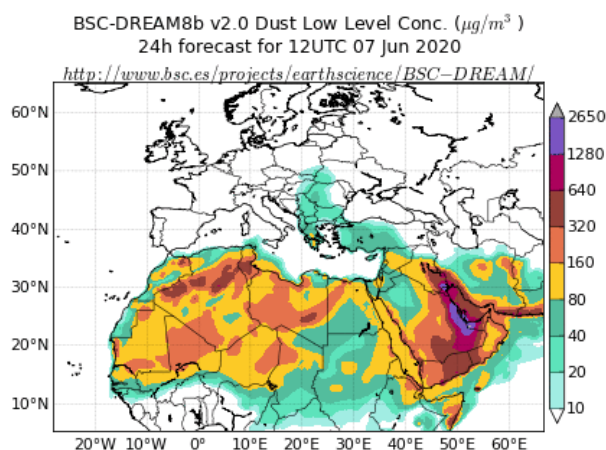 BSC-DREAM8b v2.0 Dust Low Level Conc. (μg/m³ )
24h forecast for 12UTC 07 Jun 2020
http://www.bsc.es/projects/earthscience/BSC−DREAM/
60°N
50°N
40°N
30°N
20°N
10°N
20°W 10°W 0° 10°E 20°E 30°E 40°E 50°E 60°E
2650
1280
640
320
160
80
40
20
10